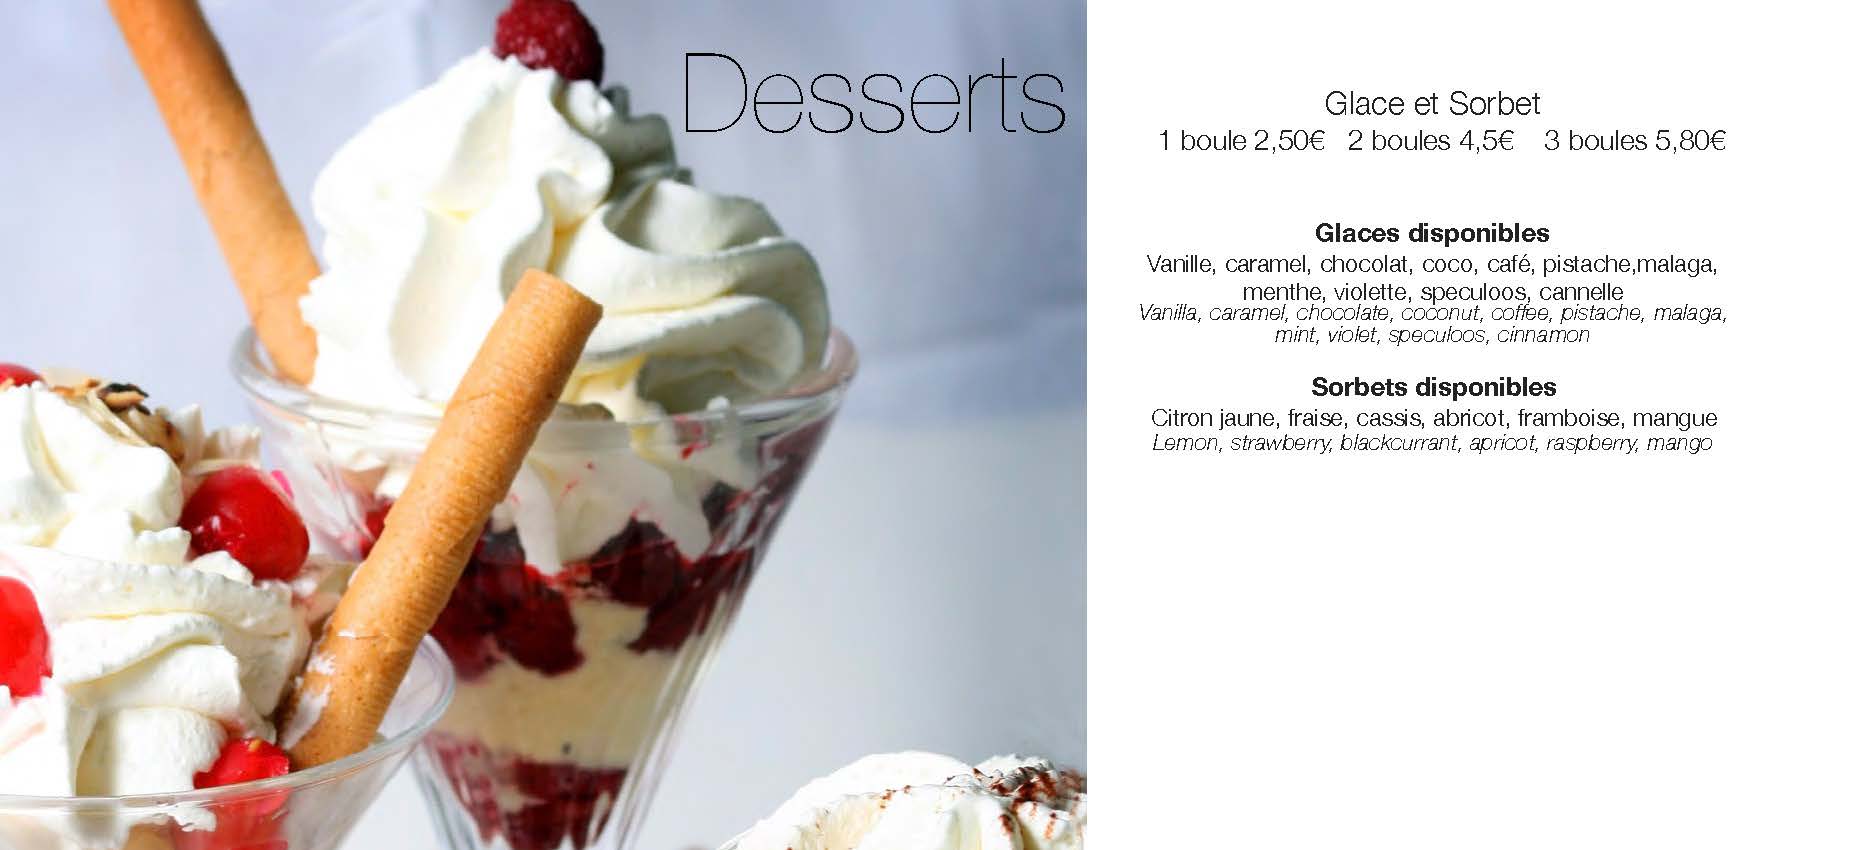 Desserts
Glace et Sorbet
1 boule 2,50€ 2 boules 4,5€ 3 boules 5,80€
Glaces disponibles
Vanille, caramel, chocolat, coco, café, pistache,malaga,
menthe, violette, speculoos, cannelle
Vanilla, caramel, chocolate, coconut, coffee, pistache, malaga,
mint, violet, speculoos, cinnamon
Sorbets disponibles
Citron jaune, fraise, cassis, abricot, framboise, mangue
Lemon, strawberry, blackcurrant, apricot, raspberry, mango